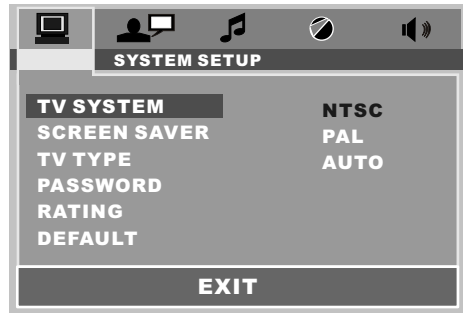 SYSTEM SETUP
TV SYSTEM
SCREEN SAVER
TV TYPE
PASSWORD
RATING
DEFAULT
NTSC
PAL
AUTO
EXIT